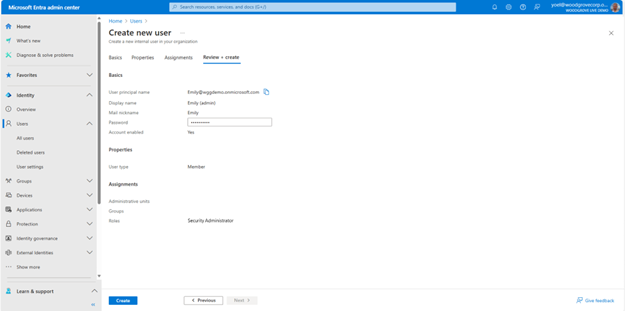 Microsoft Entra admin center
Search resources, services, and docs (G+/)
yost@woodgrovecorp.o...
WOODGROVE LIVE DEMO
Home
What's new
Diagnose & solve problems
Favorites
Identity
Overview
Users
All users
Deleted users
User settings
Groups
Devices
Applications
Protection
Identity governance
External Identities
Show more
Learn & support
Home > Users >
Create new user ...
Create a new internal user in your organization
Basics Properties Assignments Review + create
Basics
User principal name Emily@wggdemo.onmicrosoft.com
Display name Emily (admin)
Mail nickname Emily
Password
Account enabled Yes
Properties
User type Member
Assignments
Administrative units
Groups
Roles Security Administrator
Create < Previous Next > Give feedback